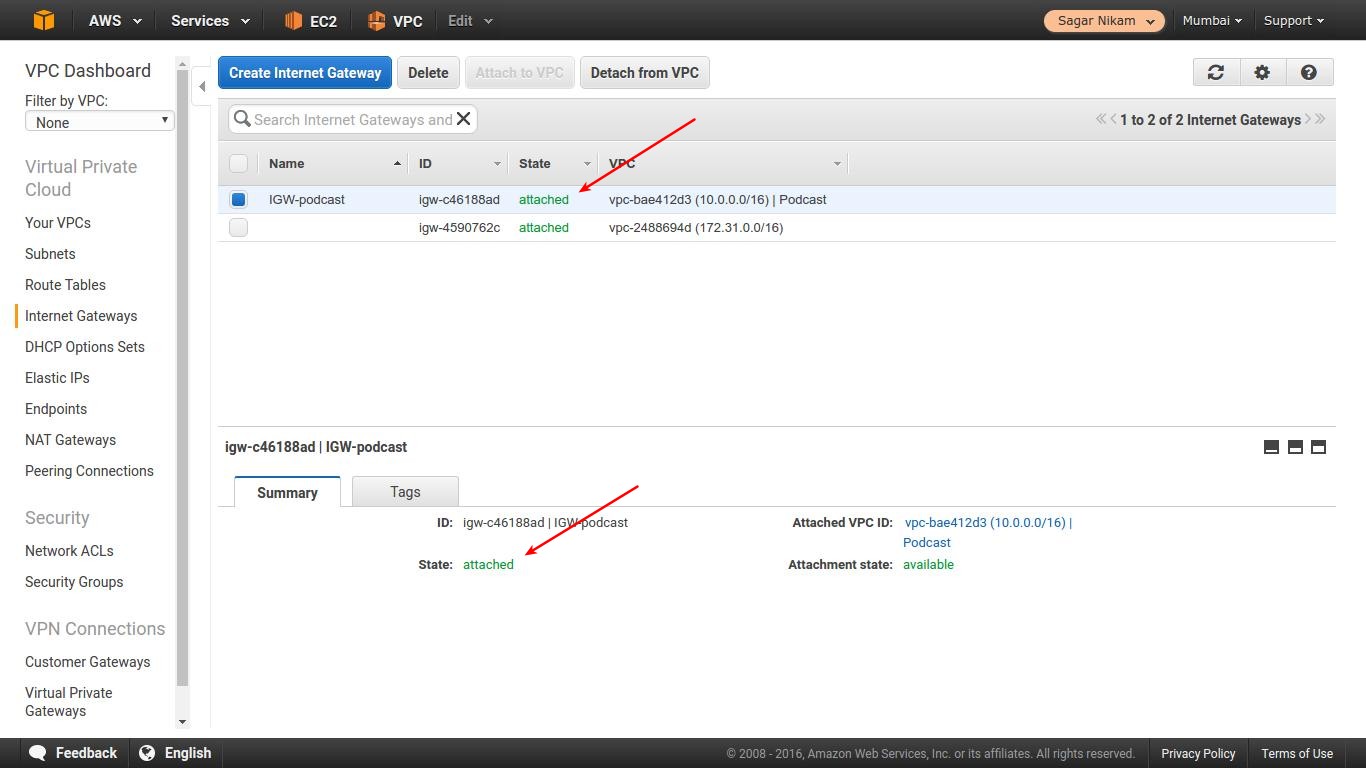 AWS Services EC2 VPC Edit Sagar Nikam Mumbai Support
VPC Dashboard
Filter by VPC:
None
Virtual Private
Cloud
Your VPCs
Subnets
Route Tables
Internet Gateways
DHCP Options Sets
Elastic IPs
Endpoints
NAT Gateways
Peering Connections
Security
Network ACLs
Security Groups
VPN Connections
Customer Gateways
Virtual Private
Gateways
Create Internet Gateway Delete Attach to VPC Detach from VPC
Search Internet Gateways and 1 to 2 of 2 Internet Gateways
Name ID State VPC
IGW-podcast igw-c46188ad attached vpc-bae412d3 (10.0.0.0/16) | Podcast
igw-4590762c attached vpc-2488694d (172.31.0.0/16)
igw-c46188ad | IGW-podcast
Summary Tags
ID: igw-c46188ad | IGW-podcast Attached VPC ID: vpc-bae412d3 (10.0.0.0/16) |
Podcast
State: attached Attachment state: available
Feedback English © 2008 - 2016, Amazon Web Services, Inc. or its affiliates. All rights reserved. Privacy Policy Terms of Use